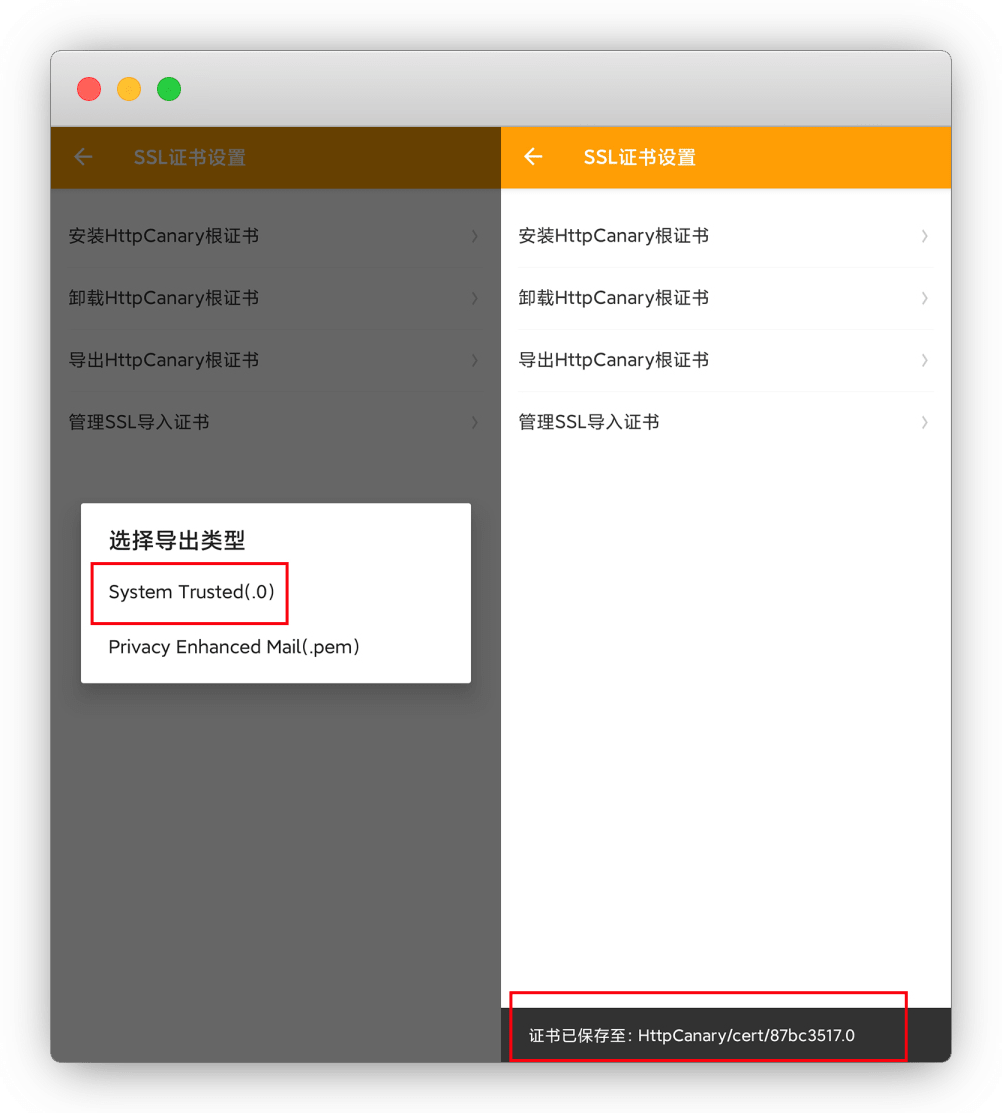 SSL证书设置
安装HttpCanary根证书
卸载HttpCanary根证书
导出HttpCanary根证书
管理SSL导入证书
选择导出类型
System Trusted(.0)
Privacy Enhanced Mail(.pem)
SSL证书设置
安装HttpCanary根证书
卸载HttpCanary根证书
导出HttpCanary根证书
管理SSL导入证书
证书已保存至: HttpCanary/cert/87bc3517.0